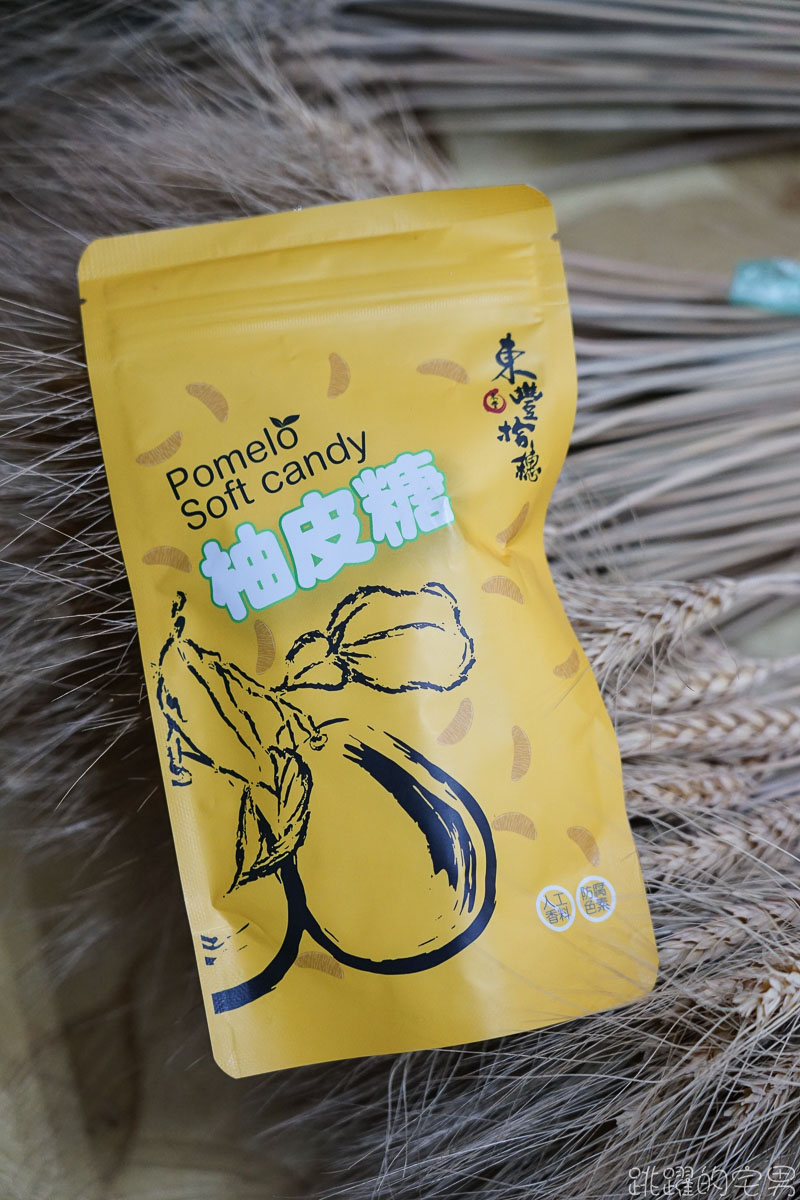 東豐拾穗
Pomelo
Soft candy
柚皮糖
人工
香料
防腐
色素
跳躍的宅男